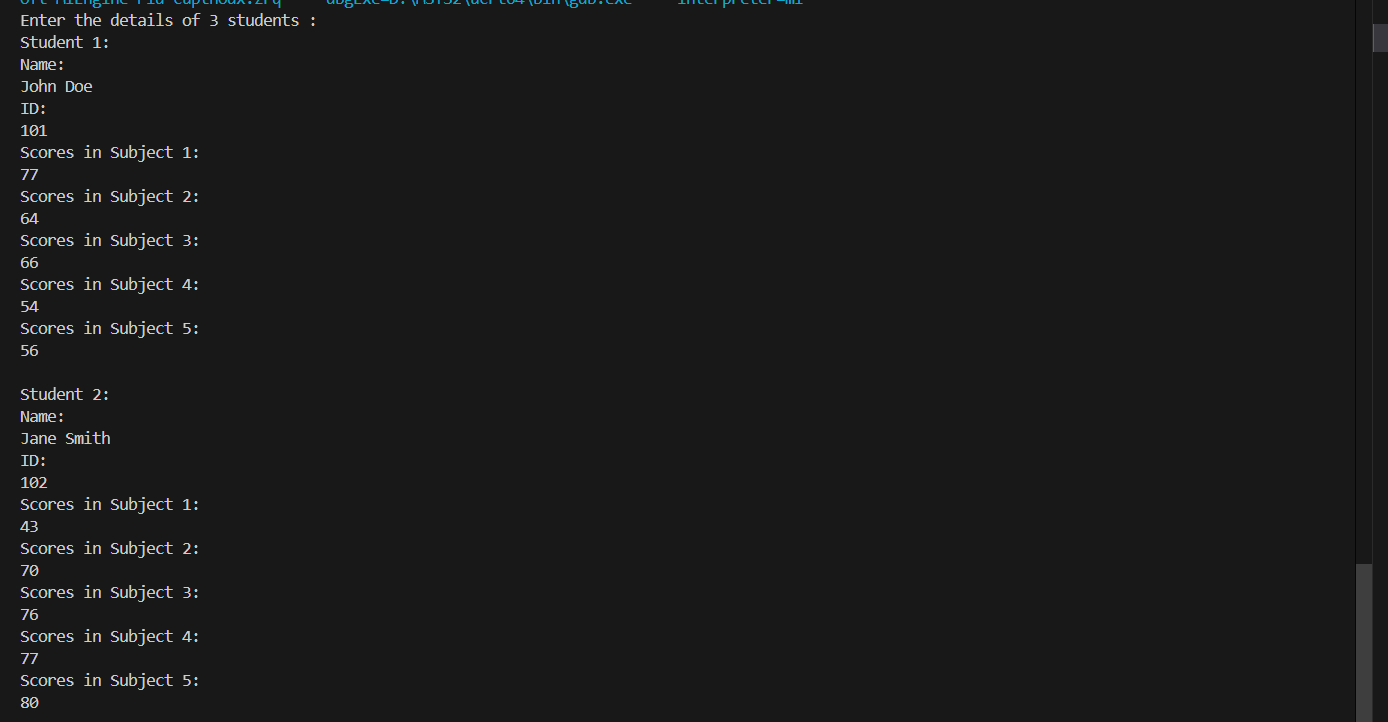 Enter the details of 3 students :
Student 1:
Name:
John Doe
ID:
101
Scores in Subject 1:
77
Scores in Subject 2:
64
Scores in Subject 3:
66
Scores in Subject 4:
54
Scores in Subject 5:
56
Student 2:
Name:
Jane Smith
ID:
102
Scores in Subject 1:
43
Scores in Subject 2:
70
Scores in Subject 3:
76
Scores in Subject 4:
77
Scores in Subject 5:
80